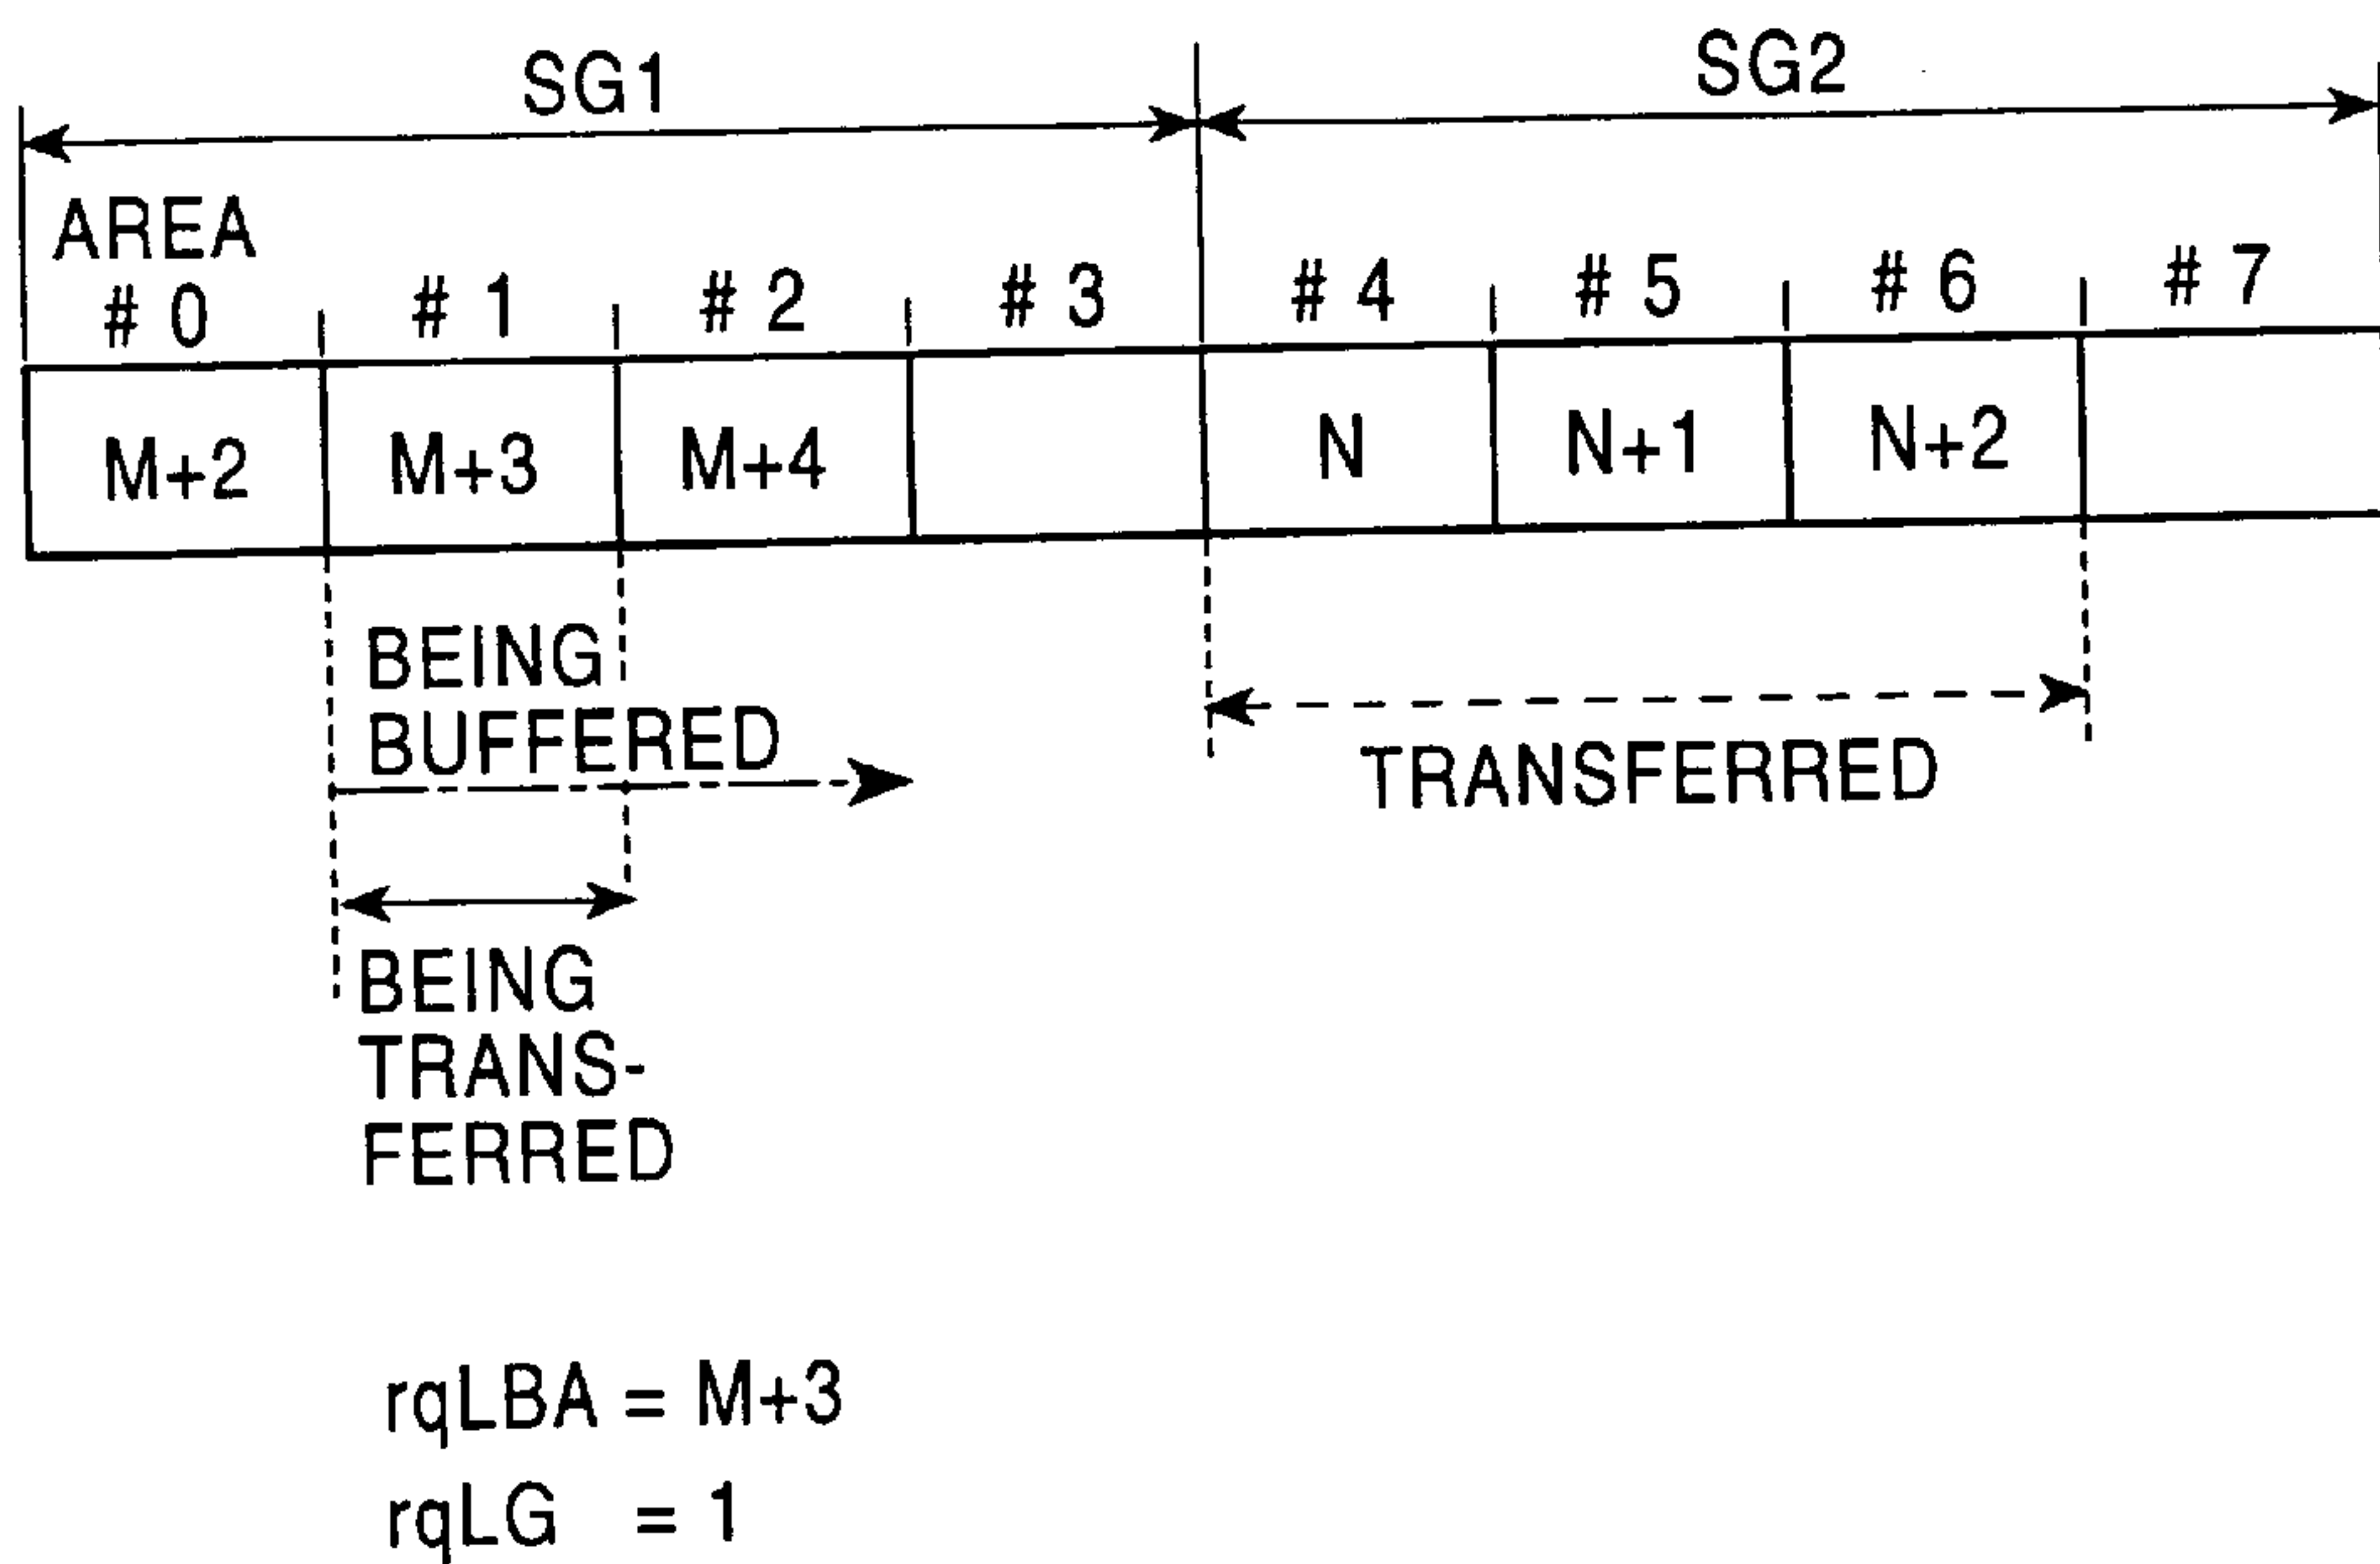 SG1 SG2
AREA
# 0 # 1 # 2 # 3 # 4 # 5 # 6 # 7
M+2 M+3 M+4 N N+1 N+2
BEING
BUFFERED
TRANSFERRED
BEING
TRANS-
FERRED
rqLBA = M+3
rqLG = 1